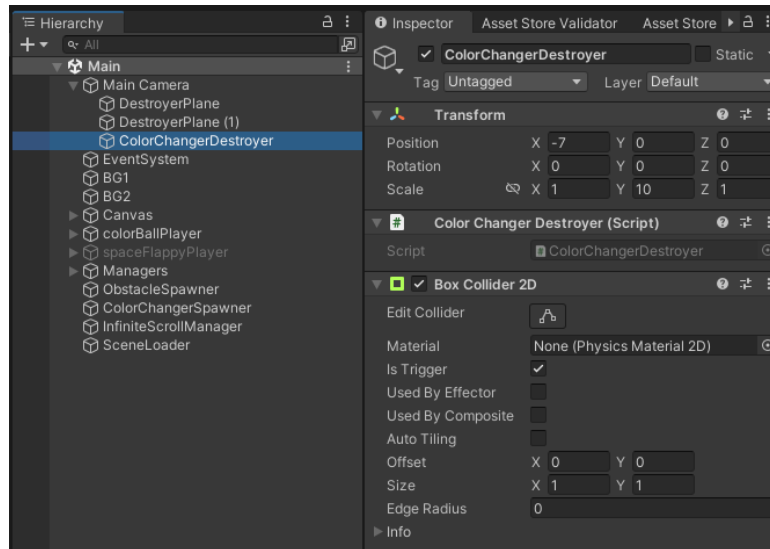 Hierarchy
All
Main
Main Camera
DestroyerPlane
DestroyerPlane (1)
ColorChangerDestroyer
EventSystem
BG1
BG2
Canvas
colorBallPlayer
spaceFlappyPlayer
Managers
ObstacleSpawner
ColorChangerSpawner
InfiniteScrollManager
SceneLoader
Inspector Asset Store Validator Asset Store
ColorChangerDestroyer Static
Tag Untagged Layer Default
Transform
Position X -7 Y 0 Z 0
Rotation X 0 Y 0 Z 0
Scale X 1 Y 10 Z 1
# Color Changer Destroyer (Script)
Script # ColorChangerDestroyer
Box Collider 2D
Edit Collider
Material None (Physics Material 2D)
Is Trigger
Used By Effector
Used By Composite
Auto Tiling
Offset X 0 Y 0
Size X 1 Y 1
Edge Radius 0
Info